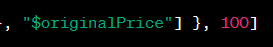 , "$originalPrice"] }, 100]